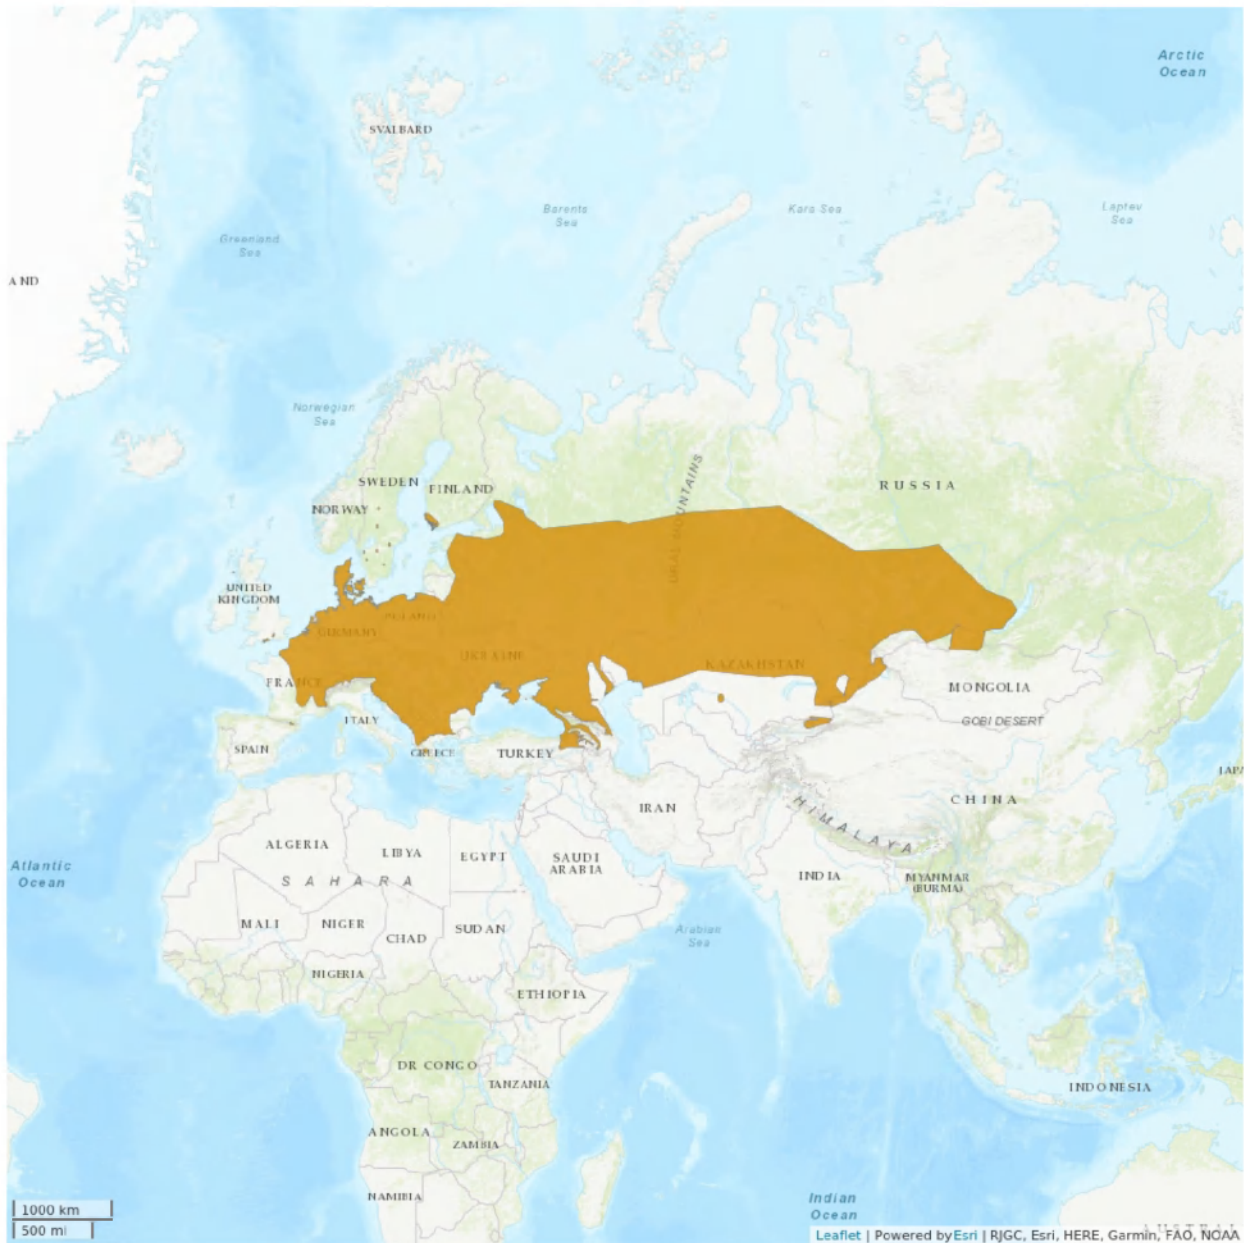 Arctic
Ocean
SVALBARD
Barents
Sea
Kara Sea
Laptev
Sea
Greenland
Sea
AND
Norwegian
Sea
URAL MOUNTAINS
SWEDEN
FINLAND
RUSSIA
NORWAY
UNITED
KINGDOM
POLAND
GERMANY
UKRAINE
KAZAKHSTAN
FRANCE
MONGOLIA
ITALY
GOBI DESERT
SPAIN
GREECE
TURKEY
JAPA
IRAN
CHINA
HIMALAYA
ALGERIA
LIBYA
EGYPT
SAUDI
ARABIA
Atlantic
Ocean
SAHARA
INDIA
MYANMAR
(BURMA)
MALI
NIGER
CHAD
SUDAN
Arabian
Sea
NIGERIA
ETHIOPIA
DR CONGO
TANZANIA
INDONESIA
ANGOLA
ZAMBIA
NAMIBIA
Indian
Ocean
1000 km
500 mi
AUSTRAL
Leaflet | Powered by Esri | RJGC, Esri, HERE, Garmin, FAO, NOAA